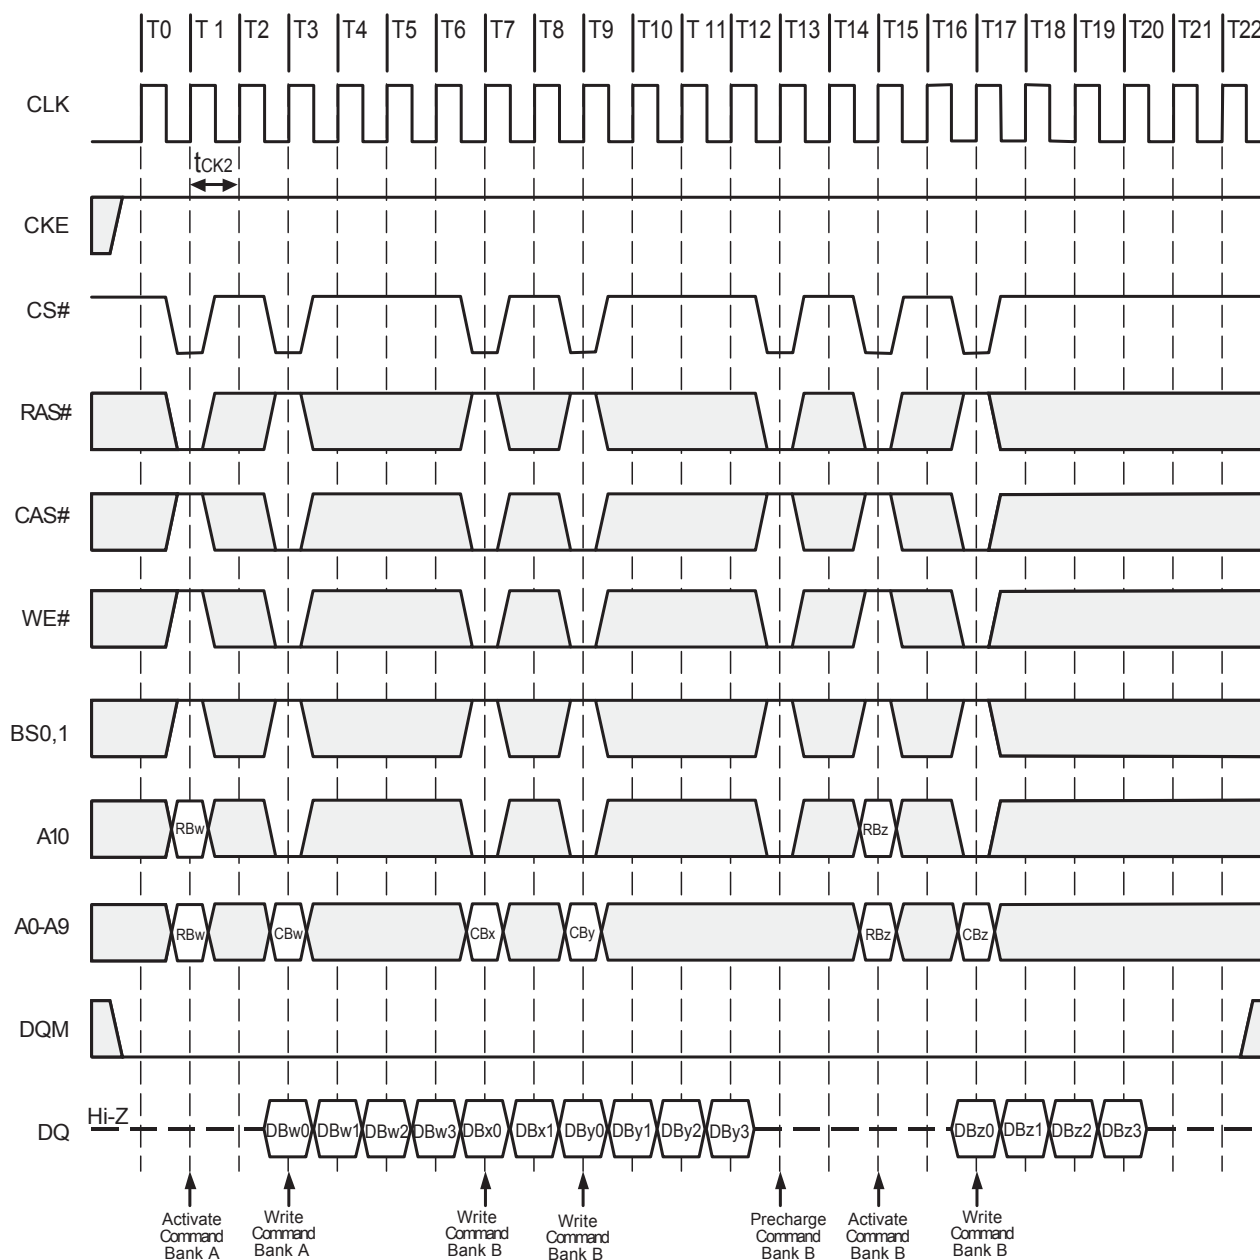 T0 T 1 T2 T3 T4 T5 T6 T7 T8 T9 T10 T 11 T12 T13 T14 T15 T16 T17 T18 T19 T20 T21 T22
CLK
tCK2
CKE
CS#
RAS#
CAS#
WE#
BS0,1
A10 RBw RBz
A0-A9 RBw CBw CBx CBy RBz CBz
DQM
Hi-Z
DQ DBw0 DBw1 DBw2 DBw3 DBx0 DBx1 DBy0 DBy1 DBy2 DBy3 DBz0 DBz1 DBz2 DBz3
Activate
Command
Bank A
Write
Command
Bank A
Write
Command
Bank B
Write
Command
Bank B
Precharge
Command
Bank B
Activate
Command
Bank B
Write
Command
Bank B